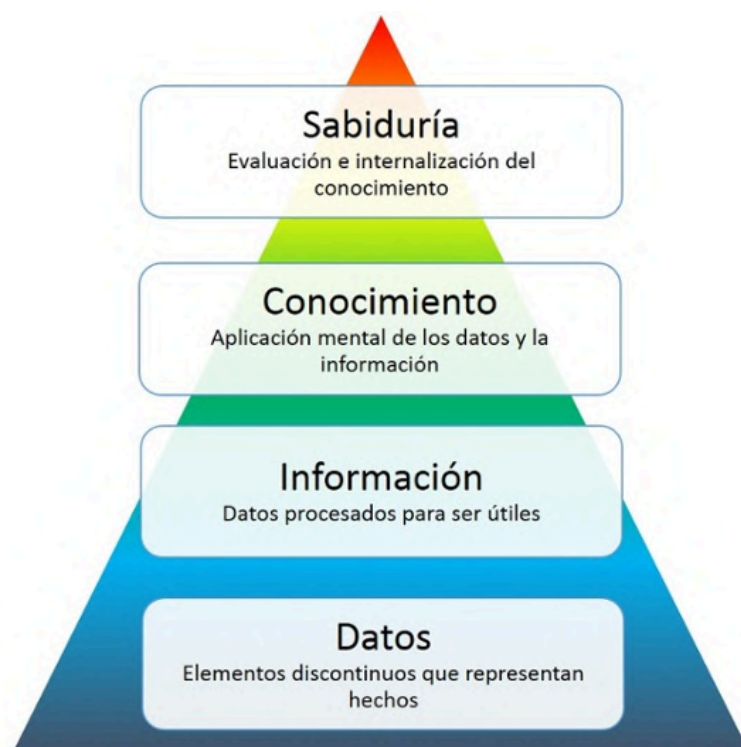 Sabiduría
Evaluación e internalización del
conocimiento
Conocimiento
Aplicación mental de los datos y la
información
Información
Datos procesados para ser útiles
Datos
Elementos discontinuos que representan
hechos